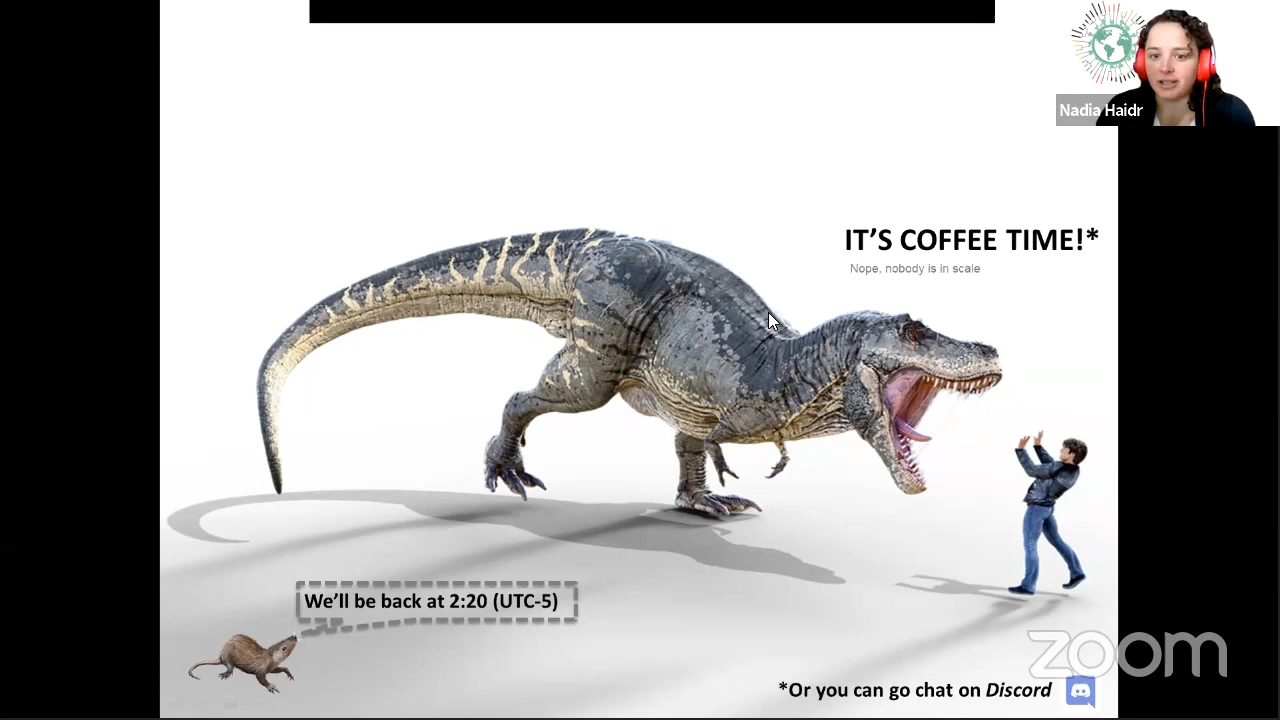 Nadia Haidr
IT'S COFFEE TIME!*
Nope, nobody is in scale
We'll be back at 2:20 (UTC-5)
zoom
*Or you can go chat on Discord